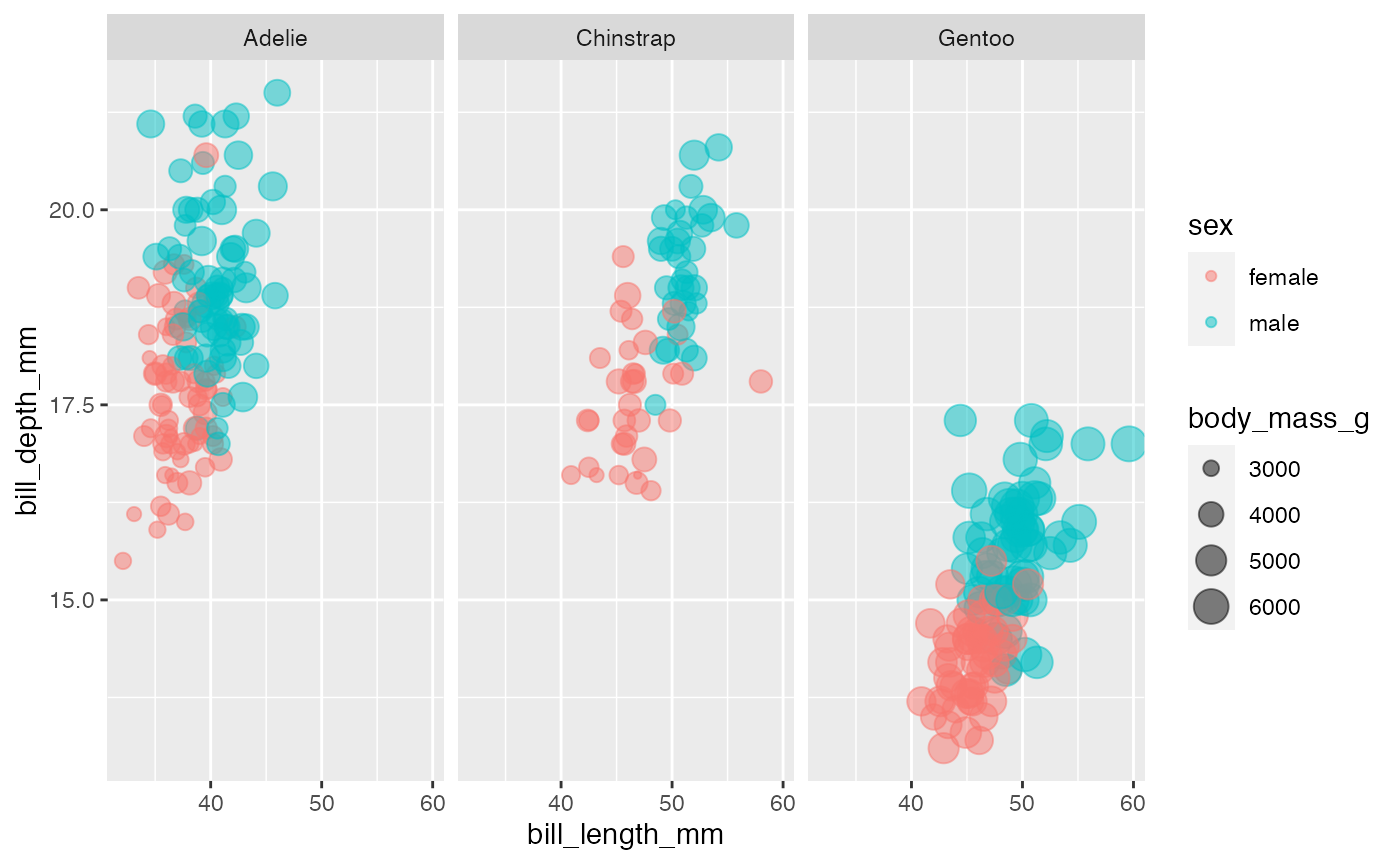 Adelie
Chinstrap
Gentoo
20.0
17.5
15.0
bill_depth_mm
40 50 60
40 50 60
40 50 60
bill_length_mm
sex
female
male
body_mass_g
3000
4000
5000
6000